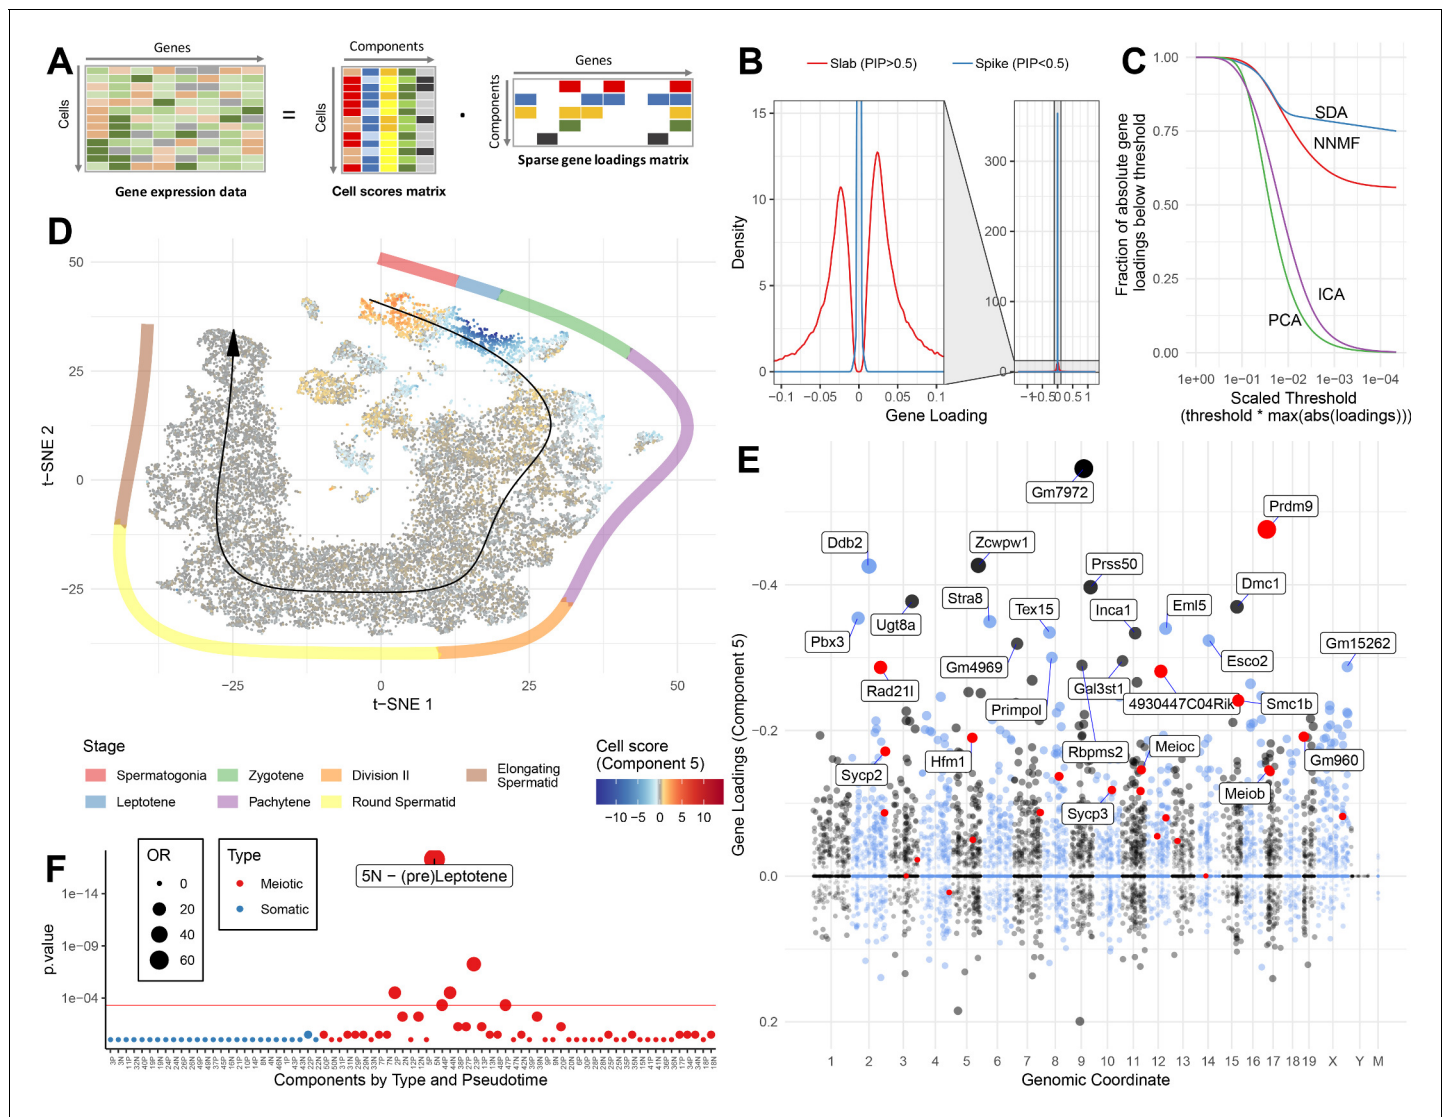 A
Genes
Cells
Gene expression data
=
Components
Cells
Cell scores matrix
·
Genes
Components
Sparse gene loadings matrix
B
Slab (PIP>0.5)
Spike (PIP<0.5)
15
10
5
0
Density
−0.1
−0.05
0
0.05
0.1
Gene Loading
300
200
100
0
−1
−0.5
0
0.5
1
C
1.00
0.75
0.50
0.25
0.00
Fraction of absolute gene
loadings below threshold
SDA
NNMF
ICA
PCA
1e+00
1e−01
1e−02
1e−03
1e−04
Scaled Threshold
(threshold * max(abs(loadings)))
D
50
25
0
−25
t−SNE 2
−25
0
25
50
t−SNE 1
Stage
Spermatogonia
Leptotene
Zygotene
Pachytene
Division II
Round Spermatid
Elongating
Spermatid
Cell score
(Component 5)
−10
−5
0
5
10
E
Gene Loadings (Component 5)
−0.4
−0.2
0.0
0.2
Gm7972
Prdm9
Ddb2
Zcwpw1
Prss50
Dmc1
Stra8
Tex15
Inca1
Eml5
Ugt8a
Pbx3
Gm4969
Esco2
Gm15262
Rad21l
Gal3st1
4930447C04Rik
Smc1b
Primpol
Rbpms2
Meioc
Hfm1
Gm960
Sycp2
Sycp3
Meiob
1
2
3
4
5
6
7
8
9
10
11
12
13
14
15
16
17
18
19
X
Y
M
Genomic Coordinate
F
OR
0
20
40
60
Type
Meiotic
Somatic
5N − (pre)Leptotene
1e−14
1e−09
1e−04
p.value
Components by Type and Pseudotime